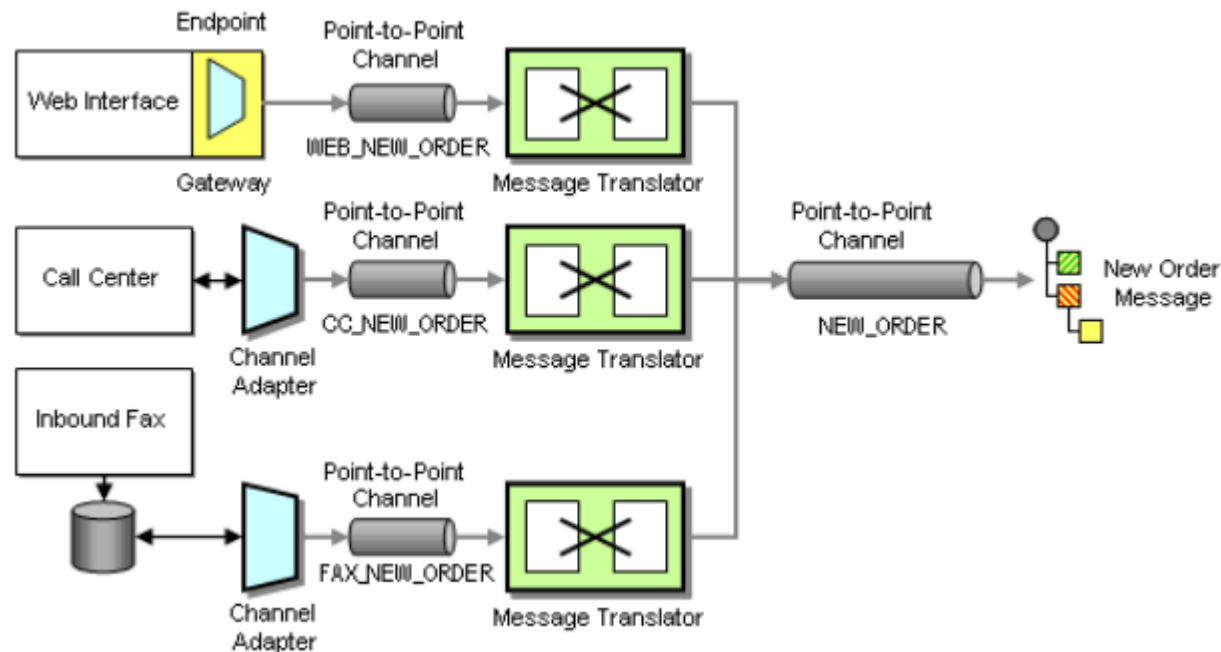 Endpoint
Point-to-Point
Channel
Web Interface
WEB_NEW_ORDER
Gateway
Message Translator
Point-to-Point
Channel
Point-to-Point
Channel
Call Center
New Order
Message
CC_NEW_ORDER
NEW_ORDER
Channel
Adapter
Message Translator
Inbound Fax
Point-to-Point
Channel
FAX_NEW_ORDER
Channel
Adapter
Message Translator